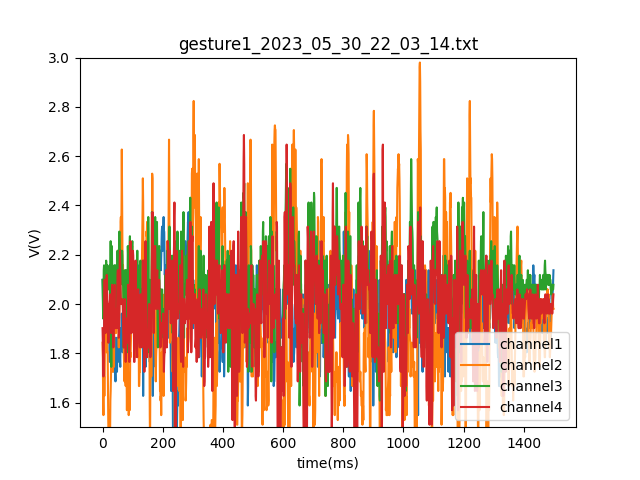 gesture1_2023_05_30_22_03_14.txt
3.0
2.8
2.6
2.4
2.2
2.0
1.8
1.6
V(V)
0 200 400 600 800 1000 1200 1400
time(ms)
channel1
channel2
channel3
channel4